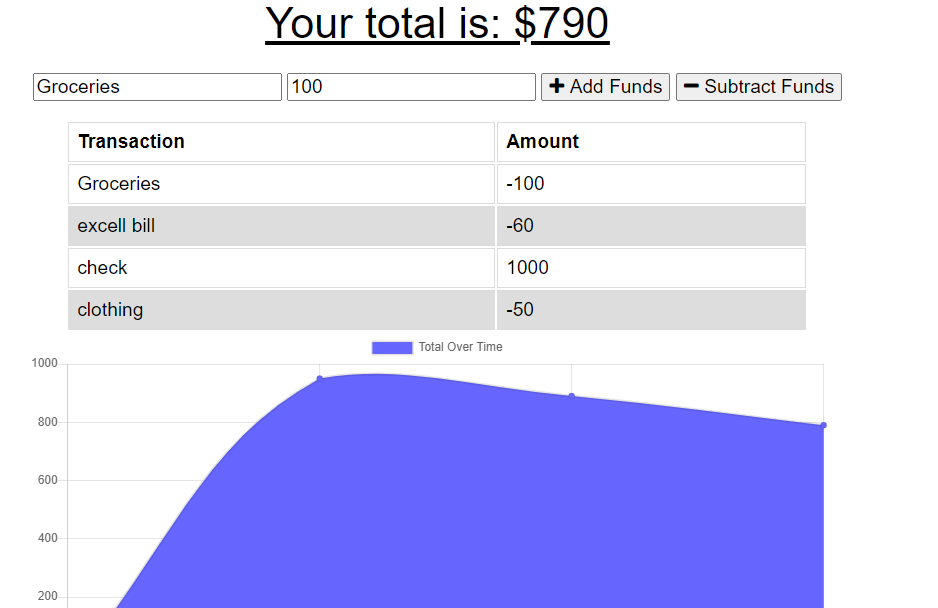 Your total is: $790
Groceries 100 Add Funds Subtract Funds
Transaction Amount
Groceries -100
excell bill -60
check 1000
clothing -50
Total Over Time
1000
800
600
400
200